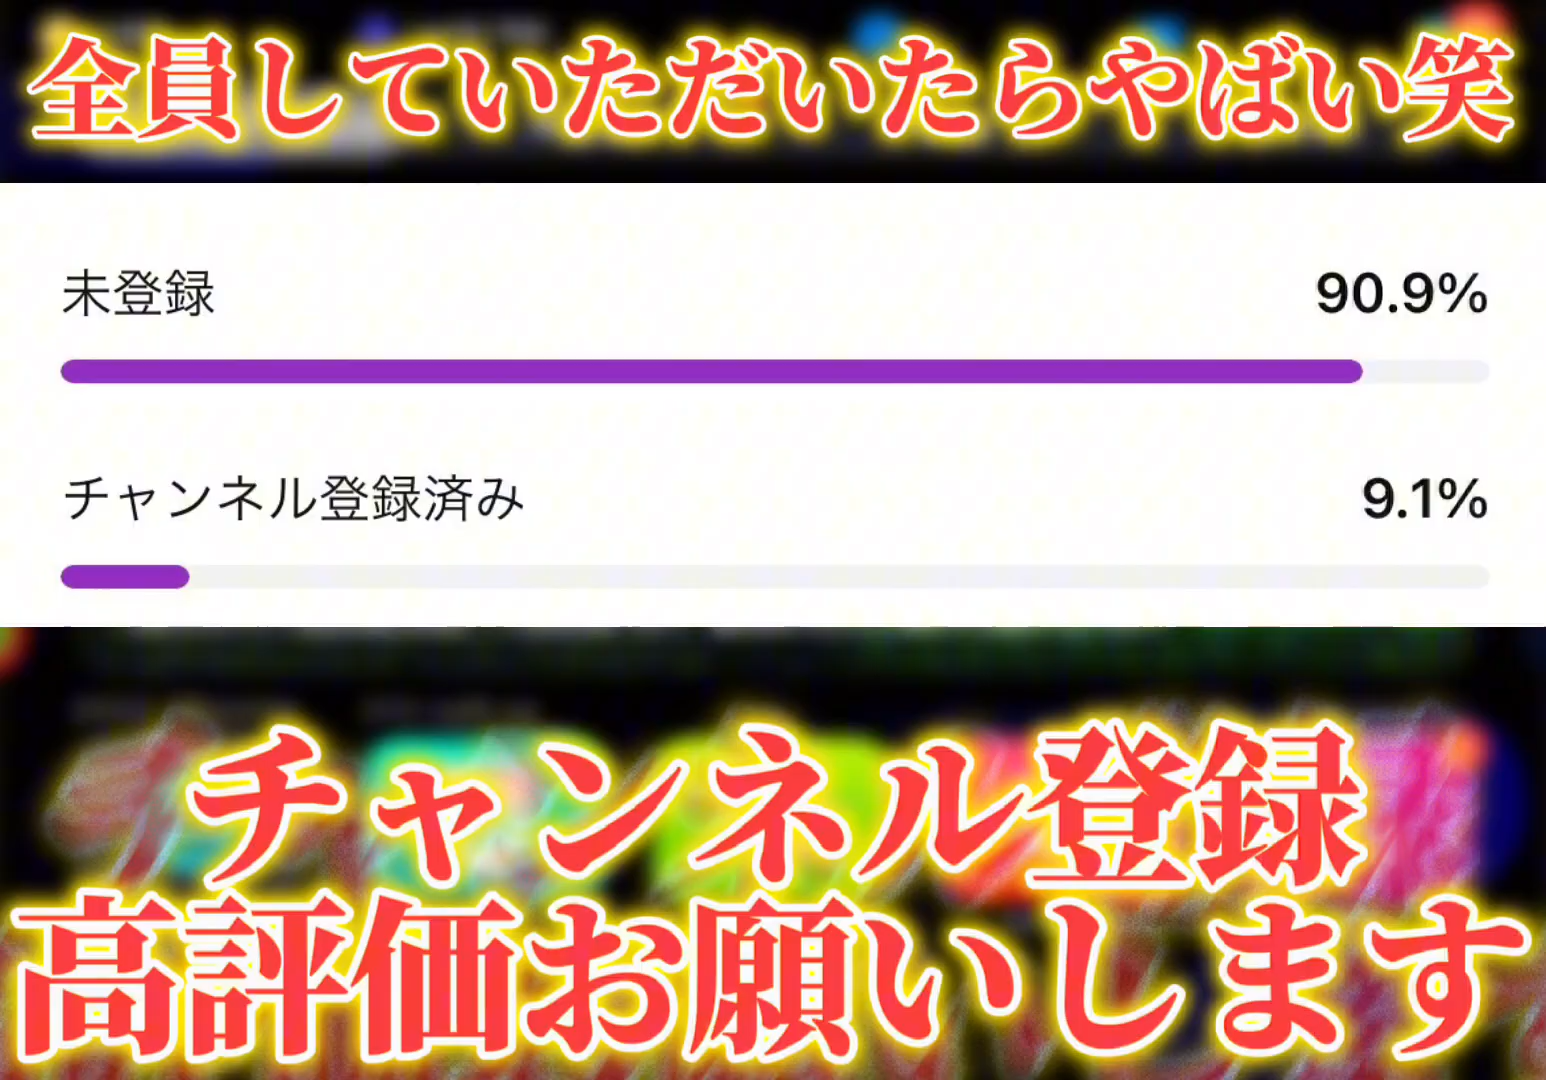 全員していただいたらやばい笑
未登録 90.9%
チャンネル登録済み 9.1%
チャンネル登録
高評価お願いします